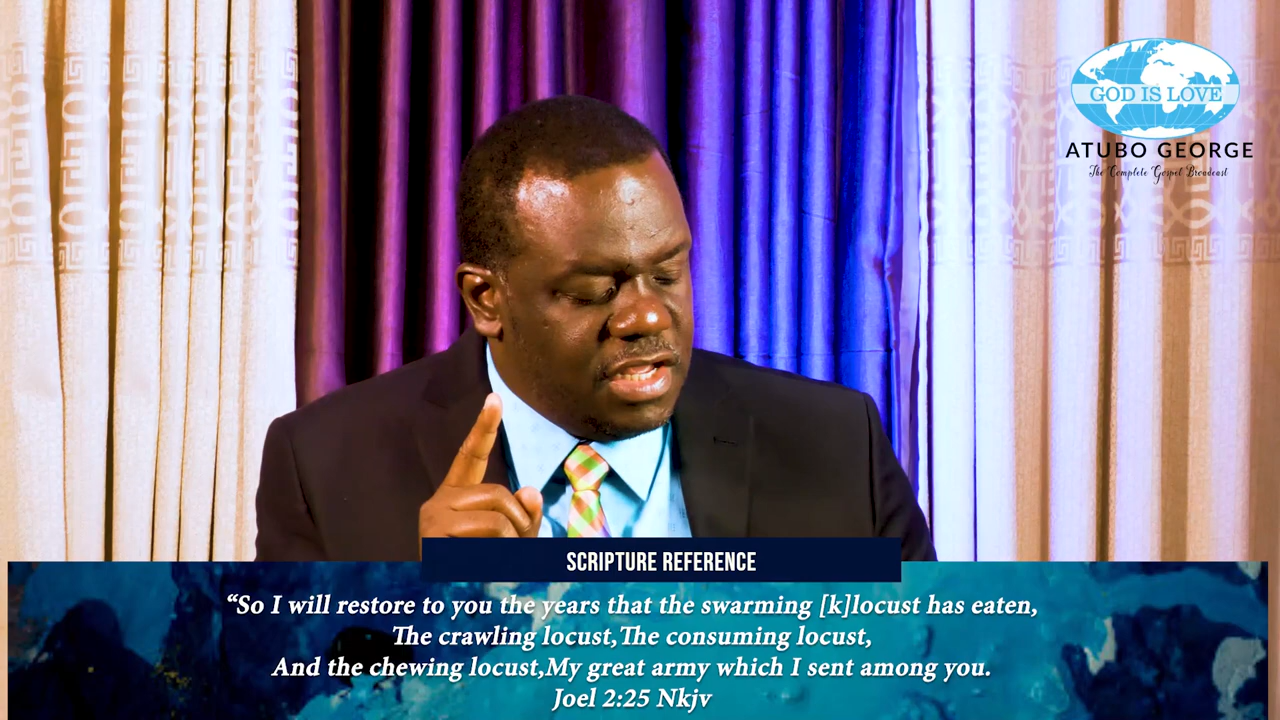 GOD IS LOVE
ATUBO GEORGE
The Complete Gospel Broadcast
SCRIPTURE REFERENCE
“So I will restore to you the years that the swarming [k]locust has eaten,
The crawling locust,The consuming locust,
And the chewing locust,My great army which I sent among you.
Joel 2:25 Nkjv